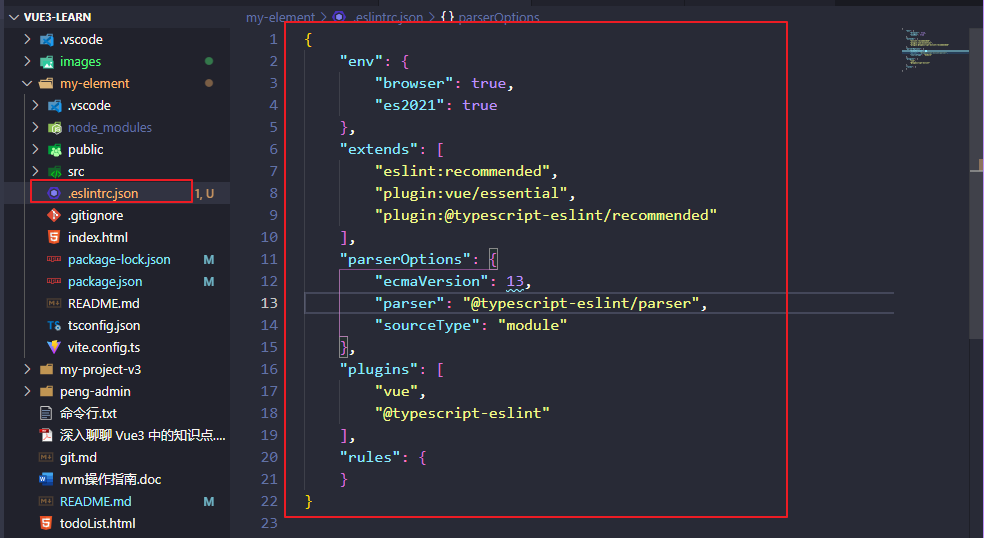 VUE3-LEARN
.vscode
images
my-element
.vscode
node_modules
public
src
.eslintrc.json 1, U
.gitignore
index.html
package-lock.json M
package.json M
README.md
tsconfig.json
vite.config.ts
my-project-v3
peng-admin
命令行.txt
深入聊聊 Vue3 中的知识点....
git.md
nvm操作指南.doc
README.md M
todoList.html
my-element > .eslintrc.json > {} parserOptions
1 {
2 "env": {
3 "browser": true,
4 "es2021": true
5 },
6 "extends": [
7 "eslint:recommended",
8 "plugin:vue/essential",
9 "plugin:@typescript-eslint/recommended"
10 ],
11 "parserOptions": {
12 "ecmaVersion": 13,
13 "parser": "@typescript-eslint/parser",
14 "sourceType": "module"
15 },
16 "plugins": [
17 "vue",
18 "@typescript-eslint"
19 ],
20 "rules": {
21 }
22 }
23